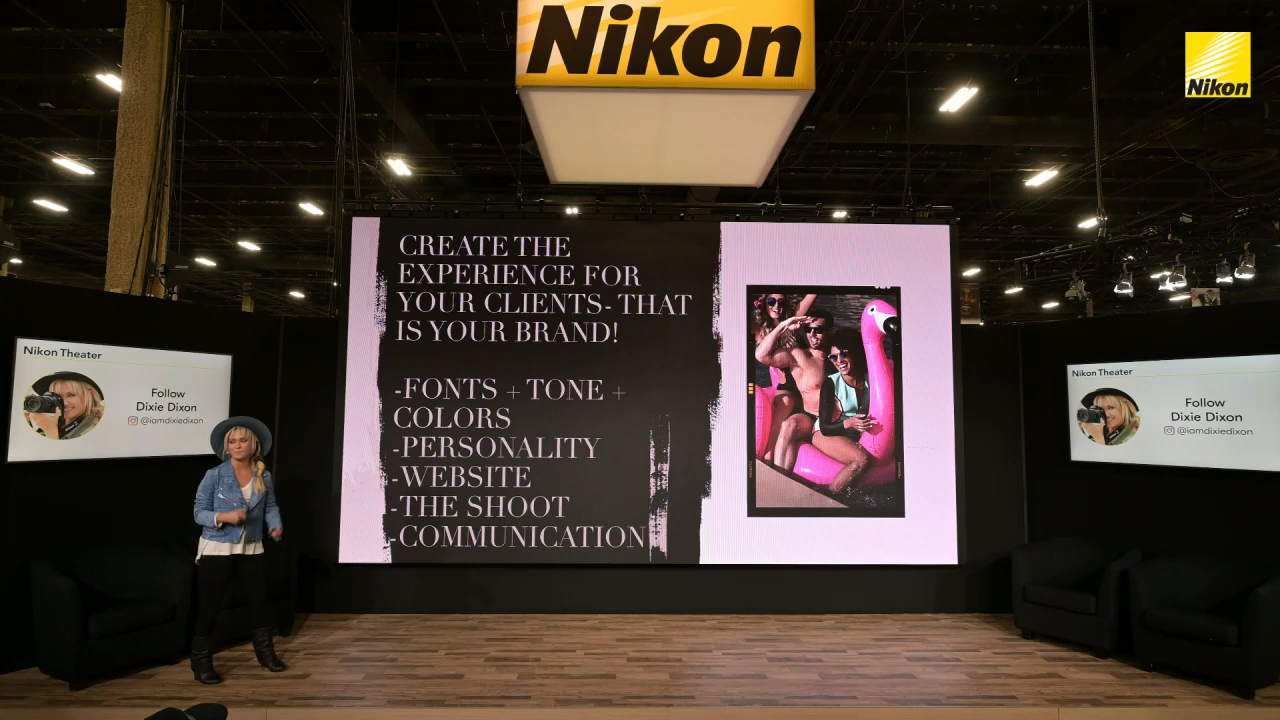 Nikon
Nikon
CREATE THE
EXPERIENCE FOR
YOUR CLIENTS- THAT
IS YOUR BRAND!
-FONTS + TONE +
COLORS
-PERSONALITY
-WEBSITE
-THE SHOOT
-COMMUNICATION
Nikon Theater
Follow
Dixie Dixon
@iamdixiedixon
Nikon Theater
Follow
Dixie Dixon
@iamdixiedixon